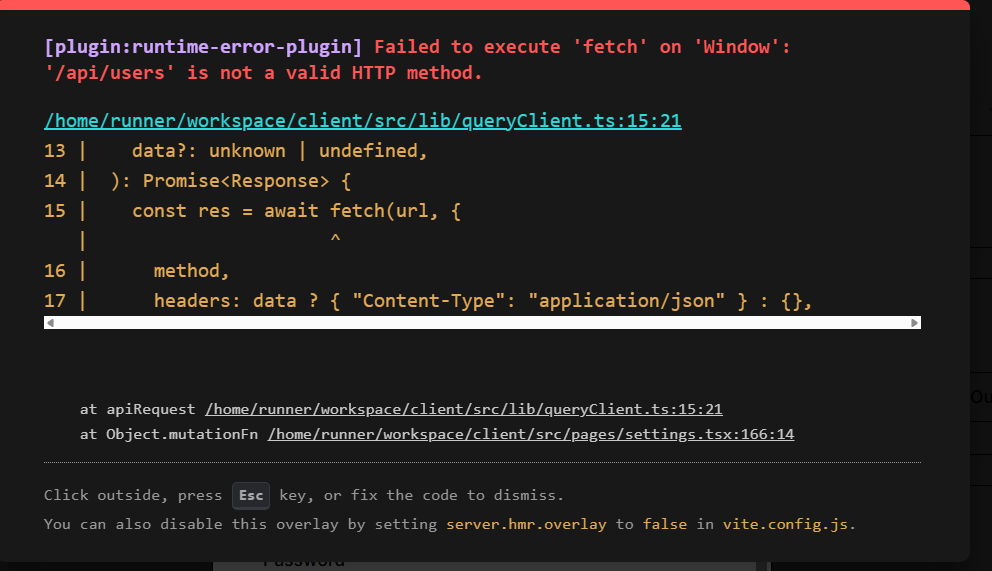 [plugin:runtime-error-plugin] Failed to execute 'fetch' on 'Window':
'/api/users' is not a valid HTTP method.
/home/runner/workspace/client/src/lib/queryClient.ts:15:21
13 |    data?: unknown | undefined,
14 |  ): Promise<Response> {
15 |    const res = await fetch(url, {
   |                      ^
16 |      method,
17 |      headers: data ? { "Content-Type": "application/json" } : {},
at apiRequest /home/runner/workspace/client/src/lib/queryClient.ts:15:21
at Object.mutationFn /home/runner/workspace/client/src/pages/settings.tsx:166:14
Click outside, press Esc key, or fix the code to dismiss.
You can also disable this overlay by setting server.hmr.overlay to false in vite.config.js.
Password